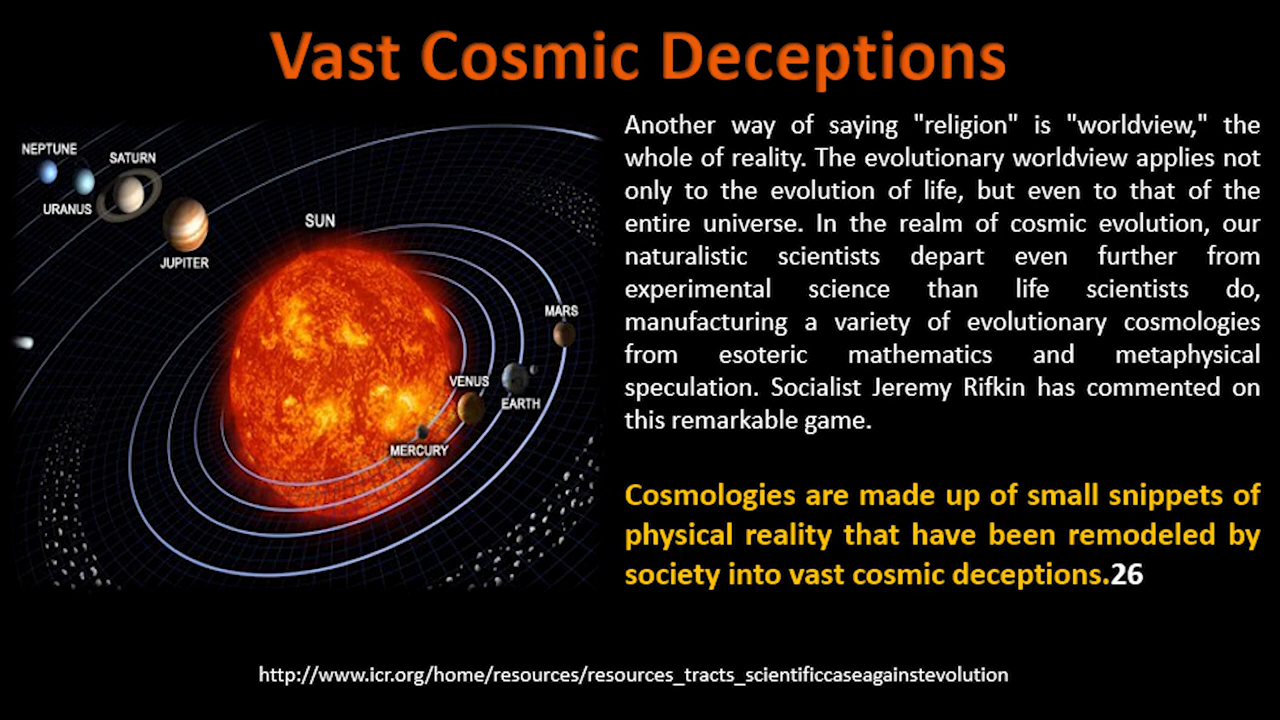 Vast Cosmic Deceptions
NEPTUNE
SATURN
URANUS
JUPITER
SUN
MARS
VENUS
EARTH
MERCURY
Another way of saying "religion" is "worldview," the
whole of reality. The evolutionary worldview applies not
only to the evolution of life, but even to that of the
entire universe. In the realm of cosmic evolution, our
naturalistic scientists depart even further from
experimental science than life scientists do,
manufacturing a variety of evolutionary cosmologies
from esoteric mathematics and metaphysical
speculation. Socialist Jeremy Rifkin has commented on
this remarkable game.
Cosmologies are made up of small snippets of
physical reality that have been remodeled by
society into vast cosmic deceptions.26
http://www.icr.org/home/resources/resources_tracts_scientificcaseagainstevolution